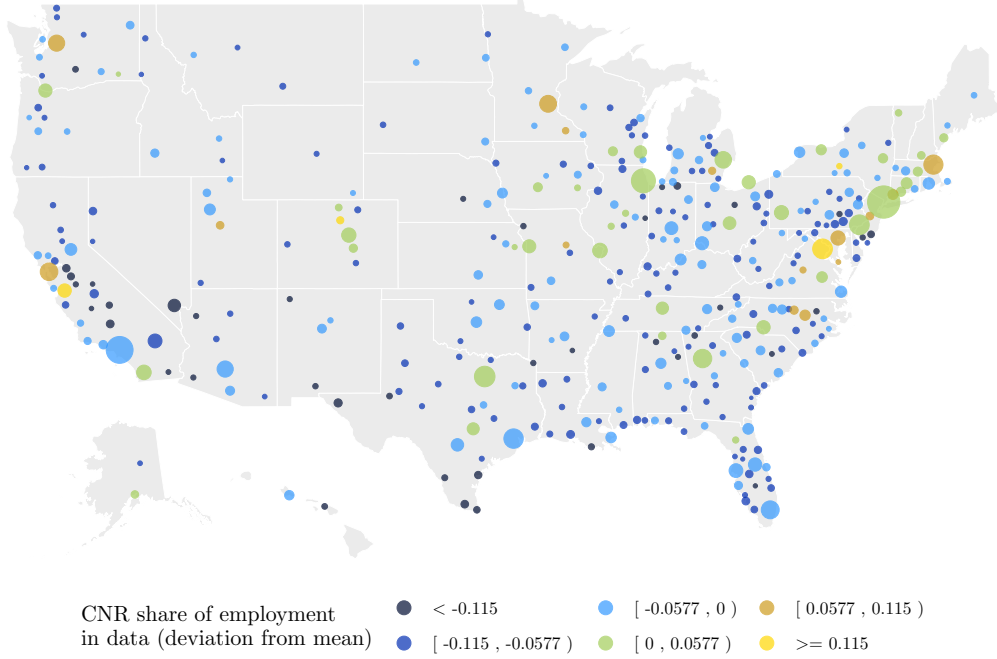 CNR share of employment
in data (deviation from mean)
< -0.115
[ -0.115 , -0.0577 )
[ -0.0577 , 0 )
[ 0 , 0.0577 )
[ 0.0577 , 0.115 )
>= 0.115